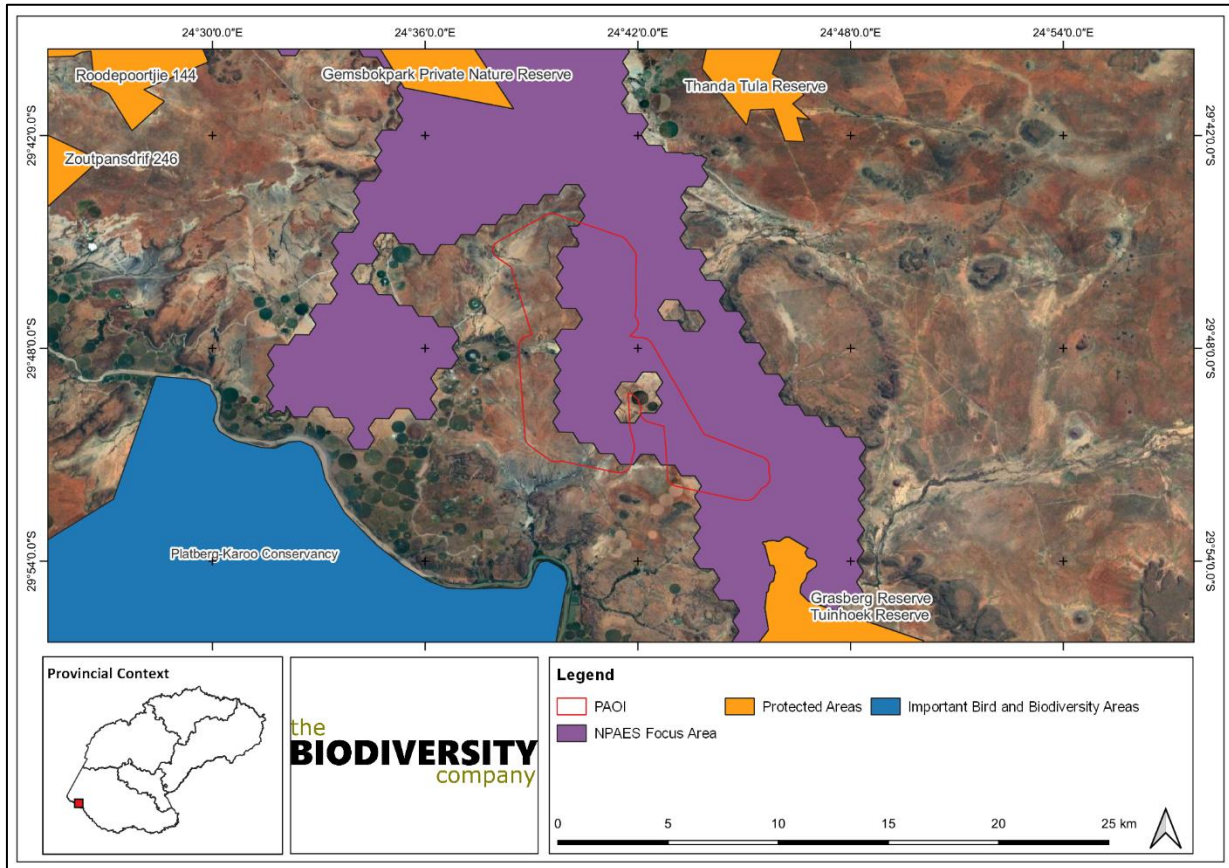 24°30'0.0"E
24°36'0.0"E
24°42'0.0"E
24°48'0.0"E
24°54'0.0"E
Roodepoortjie 144
Gemsbokpark Private Nature Reserve
Thanda Tula Reserve
29°42'0.0"S
29°42'0.0"S
Zoutpansdrif 246
29°48'0.0"S
29°48'0.0"S
Platberg-Karoo Conservancy
29°54'0.0"S
29°54'0.0"S
Grasberg Reserve
Tuinhoek Reserve
Provincial Context
the
BIODIVERSITY
company
Legend
PAOI
Protected Areas
Important Bird and Biodiversity Areas
NPAES Focus Area
0 5 10 15 20 25 km